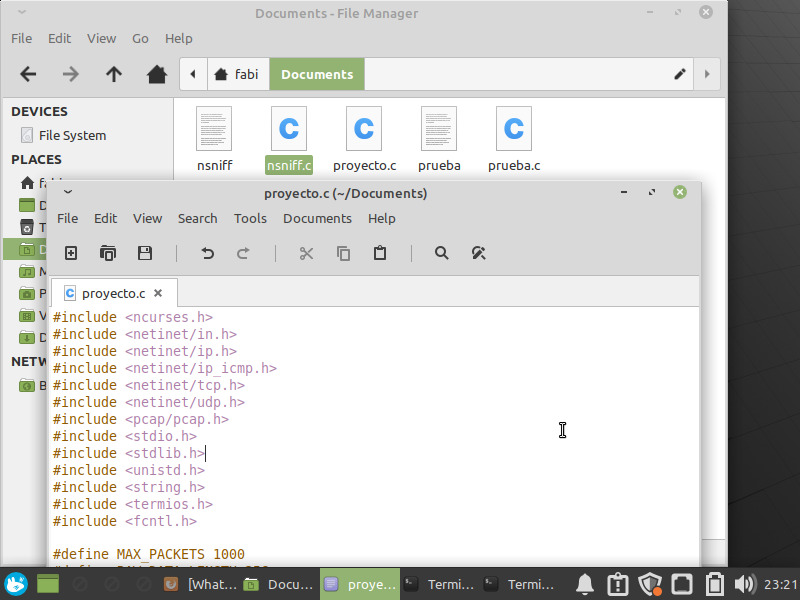 Documents - File Manager
File Edit View Go Help
fabi Documents
DEVICES
File System
PLACES
NETW
nsniff nsniff.c proyecto.c prueba prueba.c
proyecto.c (~/Documents)
File Edit View Search Tools Documents Help
proyecto.c
#include <ncurses.h>
#include <netinet/in.h>
#include <netinet/ip.h>
#include <netinet/ip_icmp.h>
#include <netinet/tcp.h>
#include <netinet/udp.h>
#include <pcap/pcap.h>
#include <stdio.h>
#include <stdlib.h>
#include <unistd.h>
#include <string.h>
#include <termios.h>
#include <fcntl.h>
#define MAX_PACKETS 1000
[What... Docu... proye... Termi... Termi... 23:21